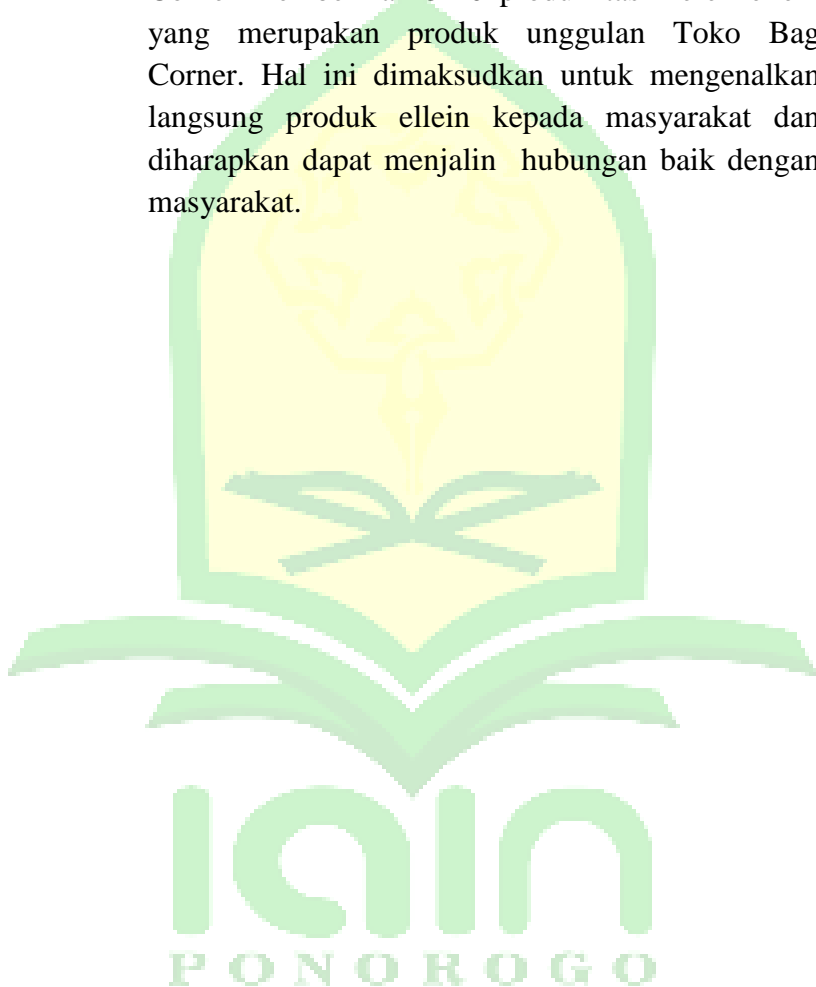 yang merupakan produk unggulan Toko Bag
Corner. Hal ini dimaksudkan untuk mengenalkan
langsung produk ellein kepada masyarakat dan
diharapkan dapat menjalin hubungan baik dengan
masyarakat.
iain
PONOROGO